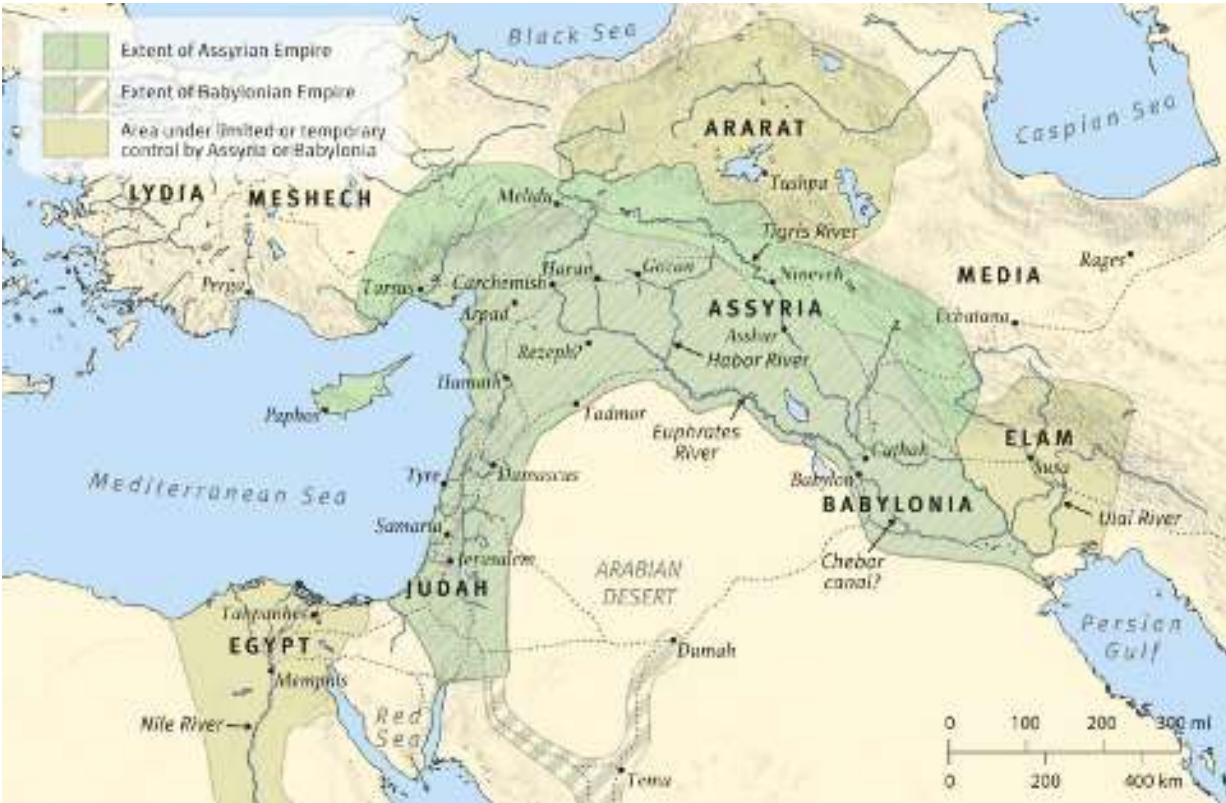 Extent of Assyrian Empire
Extent of Babylonian Empire
Area under limited or temporary
control by Assyria or Babylonia
Black Sea
Caspian Sea
ARARAT
Tushpa
LYDIA
MESHECH
Melidu
Tigris River
Perga
Tarsus
Carchemish
Haran
Gozan
Nineveh
MEDIA
Rages
Arpad
ASSYRIA
Ecbatana
Asshur
Rezeph?
Habor River
Hamath
Paphos
Tadmor
Euphrates
River
ELAM
Cuthah
Susa
Mediterranean Sea
Tyre
Damascus
Babylon
BABYLONIA
Ulai River
Samaria
Jerusalem
Chebar
canal?
JUDAH
ARABIAN
DESERT
Tahpanhes
EGYPT
Memphis
Dumah
Persian
Gulf
Nile River
Red
Sea
Tema
0 100 200 300 mi
0 200 400 km